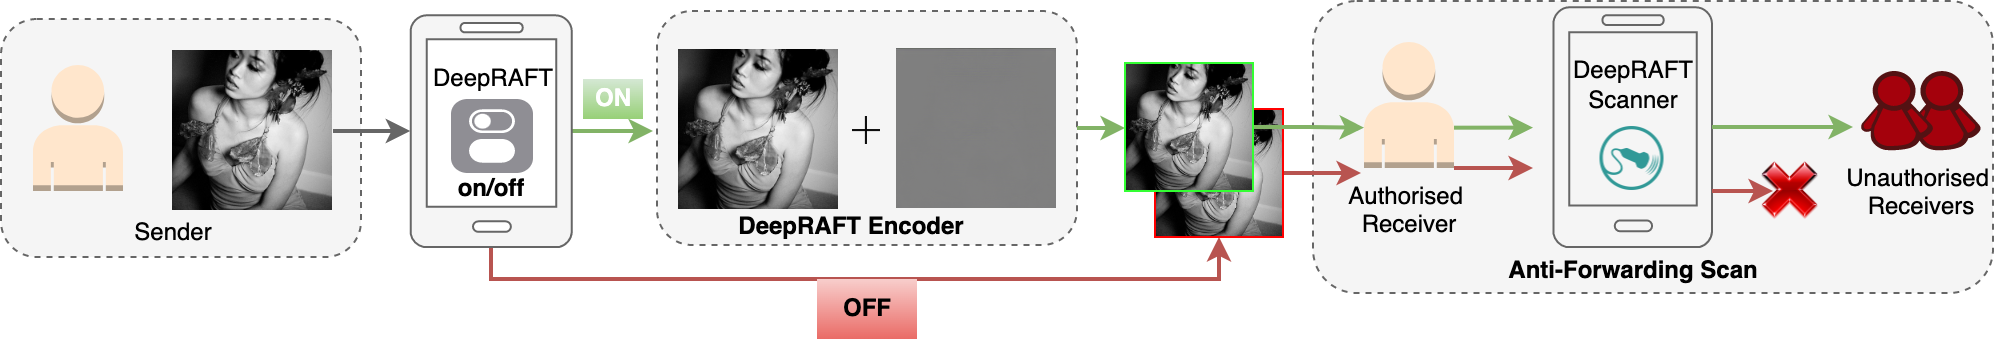 Sender
DeepRAFT
on/off
ON
OFF
DeepRAFT Encoder
Authorised
Receiver
DeepRAFT
Scanner
Unauthorised
Receivers
Anti-Forwarding Scan